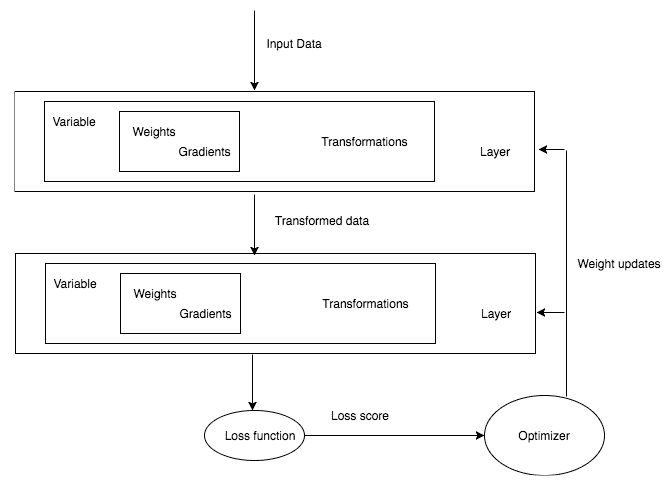 Input Data
Variable
Weights
Gradients
Transformations
Layer
Transformed data
Variable
Weights
Gradients
Transformations
Layer
Weight updates
Loss function
Loss score
Optimizer